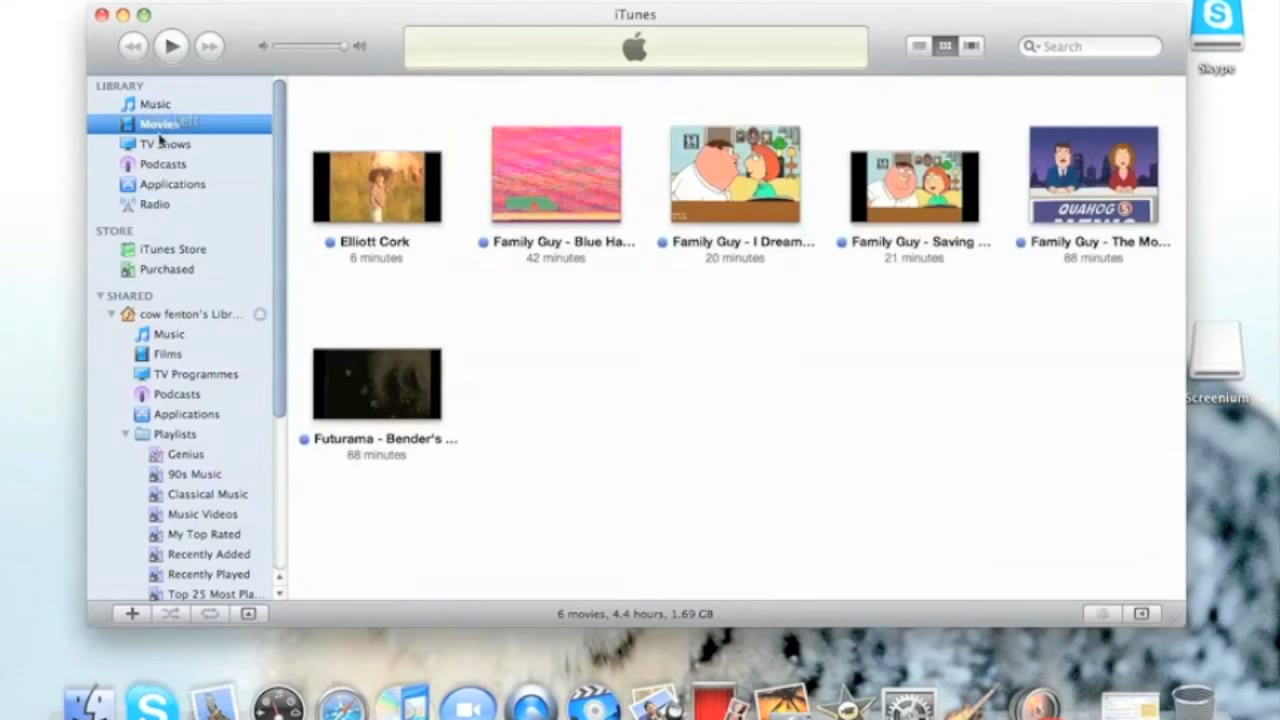 iTunes
Search
Skype
LIBRARY
Music
Movies
Left
TV Shows
Podcasts
Applications
Radio
STORE
iTunes Store
Purchased
SHARED
cow fenton's Libr...
Music
Films
TV Programmes
Podcasts
Applications
Playlists
Genius
90s Music
Classical Music
Music Videos
My Top Rated
Recently Added
Recently Played
Top 25 Most Pla...
QUAHOG 5
NEWS
Elliott Cork
6 minutes
Family Guy - Blue Ha...
42 minutes
Family Guy - I Dream...
20 minutes
Family Guy - Saving ...
21 minutes
Family Guy - The Mo...
88 minutes
Futurama - Bender's ...
88 minutes
Screenium
6 movies, 4.4 hours, 1.69 GB